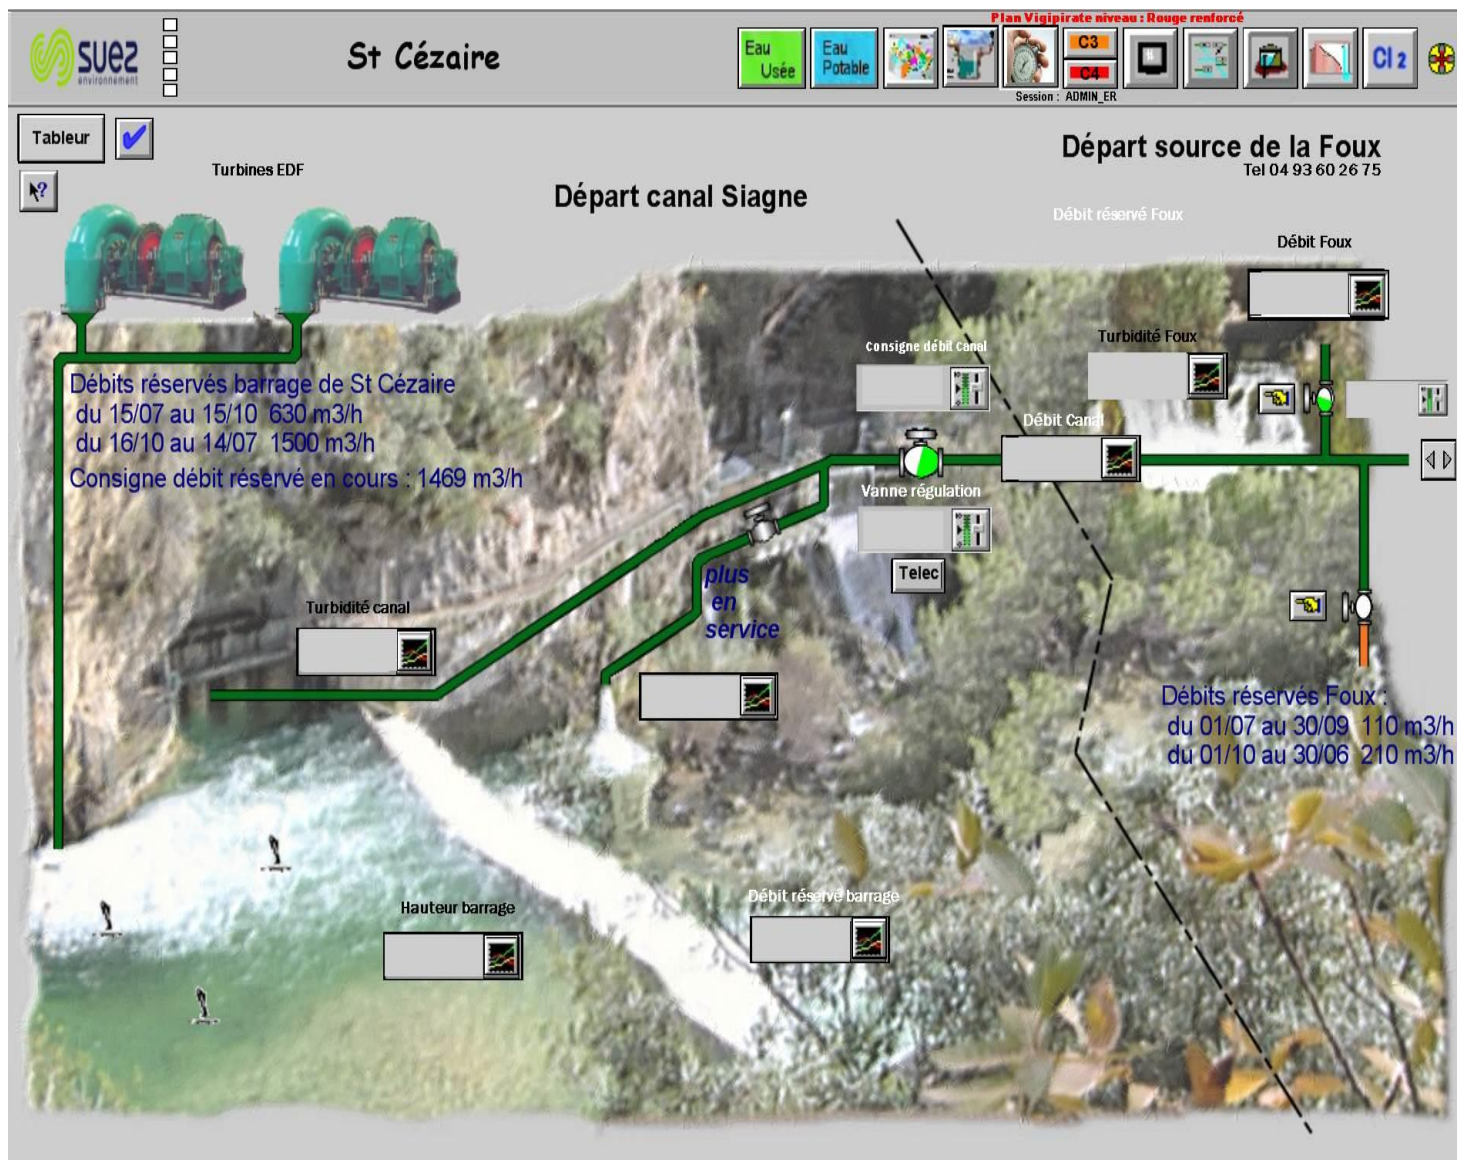 Plan Vigipirate niveau : Rouge renforcé
suez
environnement
St Cézaire
Eau
Usée
Eau
Potable
C3
C4
Cl 2
Session : ADMIN_ER
Tableur
Départ source de la Foux
Tel 04 93 60 26 75
Turbines EDF
?
Départ canal Siagne
Débit réservé Foux
Débit Foux
Turbidité Foux
Consigne débit Canal
Débits réservés barrage de St Cézaire
du 15/07 au 15/10 630 m3/h
du 16/10 au 14/07 1500 m3/h
Consigne débit réservé en cours : 1469 m3/h
Débit Canal
Vanne régulation
Telec
plus
en
service
Turbidité canal
Débits réservés Foux :
du 01/07 au 30/09 110 m3/h
du 01/10 au 30/06 210 m3/h
Débit réservé barrage
Hauteur barrage